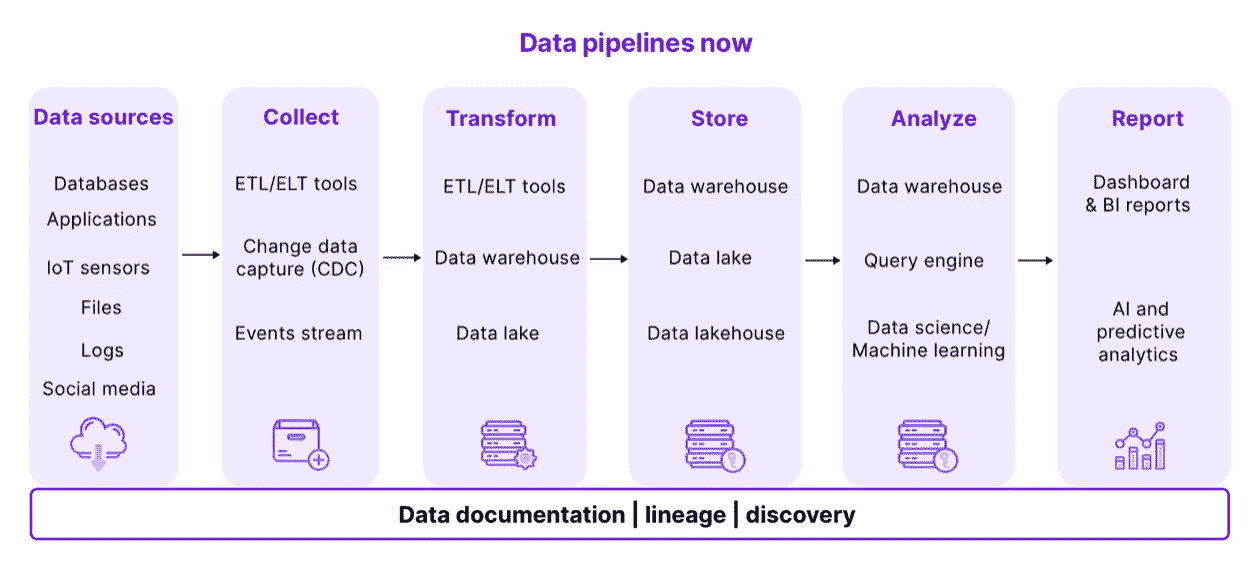 Data pipelines now
Data sources
Databases
Applications
IoT sensors
Files
Logs
Social media
Collect
ETL/ELT tools
Change data
capture (CDC)
Events stream
Transform
ETL/ELT tools
Data warehouse
Data lake
Store
Data warehouse
Data lake
Data lakehouse
Analyze
Data warehouse
Query engine
Data science/
Machine learning
Report
Dashboard
& BI reports
AI and
predictive
analytics
Data documentation | lineage | discovery